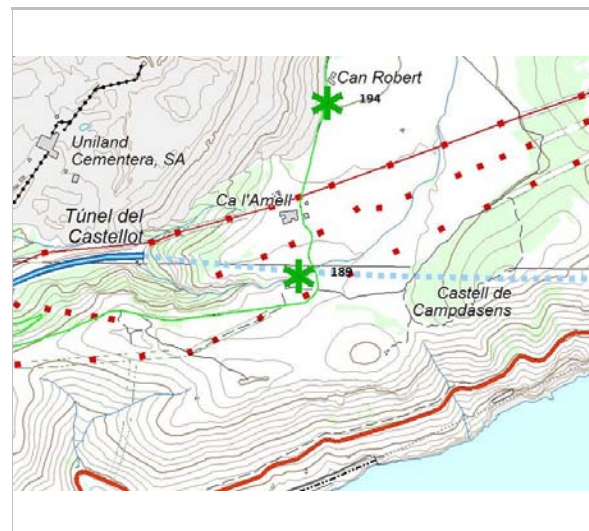 Can Robert
194
Uniland
Cementera, SA
Ca l'Amell
Túnel del
Castellot
189
Castell de
Campdasens